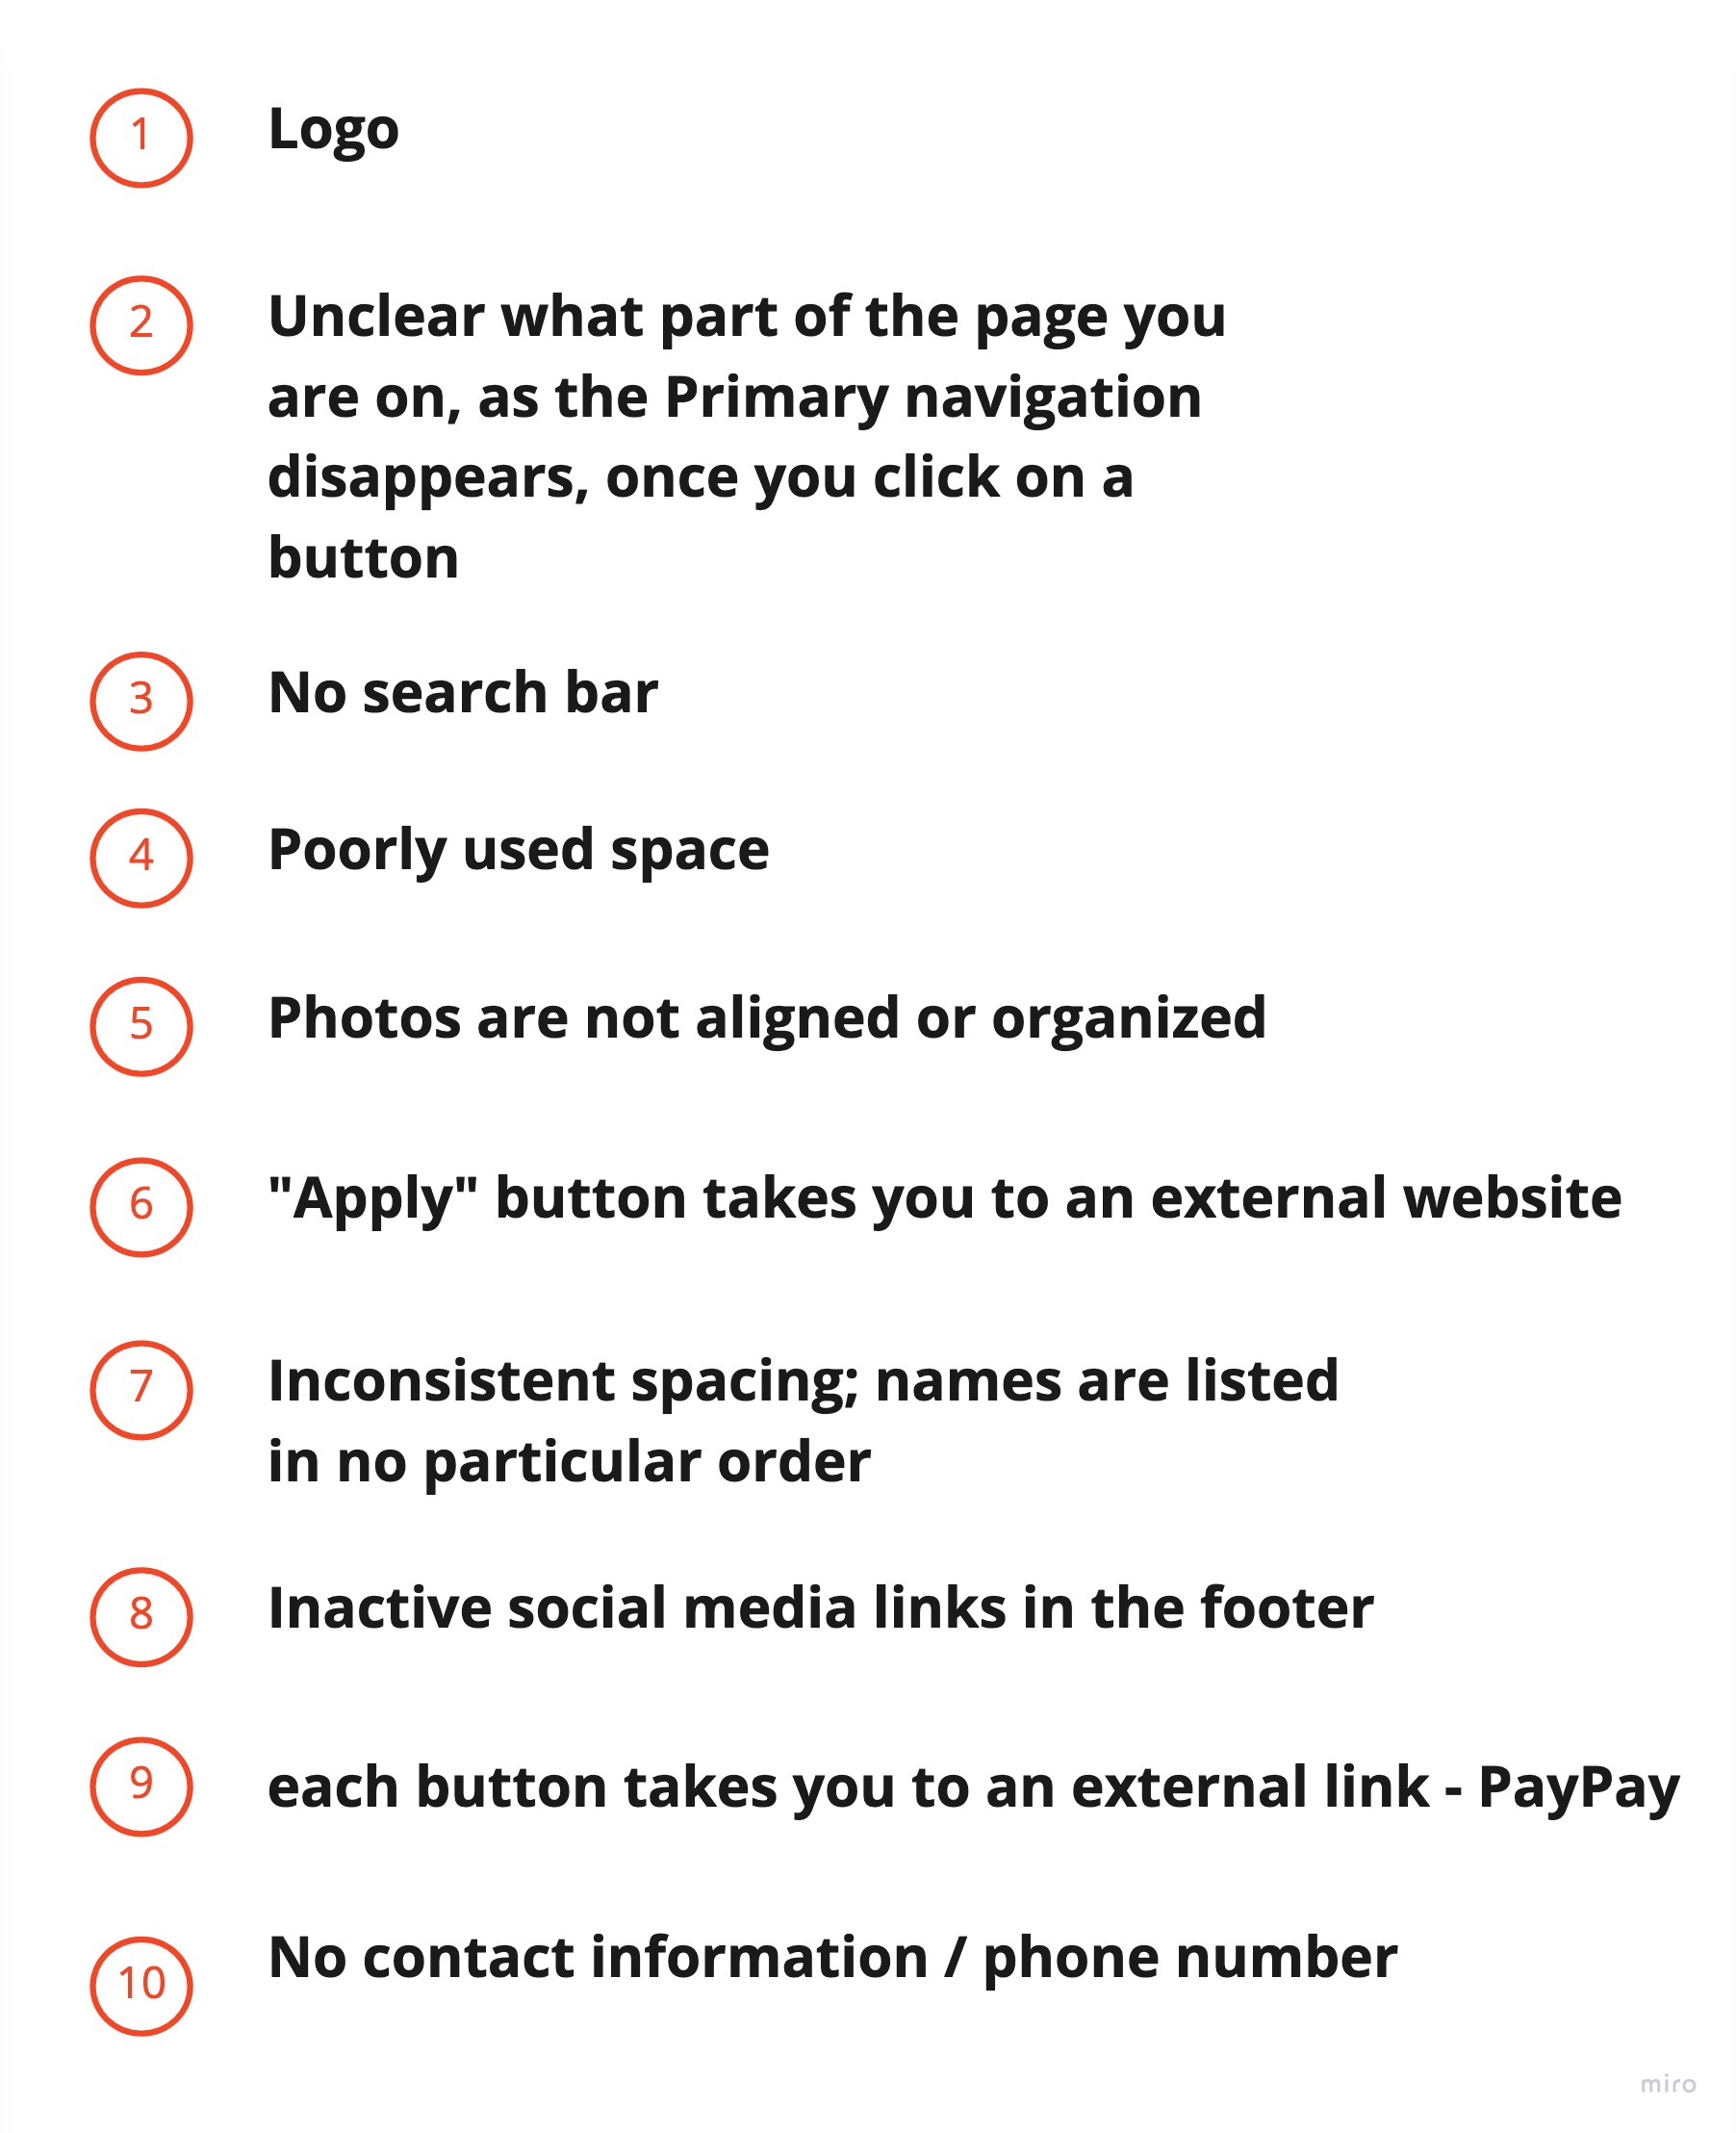 1
Logo
2
Unclear what part of the page you
are on, as the Primary navigation
disappears, once you click on a
button
3
No search bar
4
Poorly used space
5
Photos are not aligned or organized
6
"Apply" button takes you to an external website
7
Inconsistent spacing; names are listed
in no particular order
8
Inactive social media links in the footer
9
each button takes you to an external link - PayPay
10
No contact information / phone number
miro